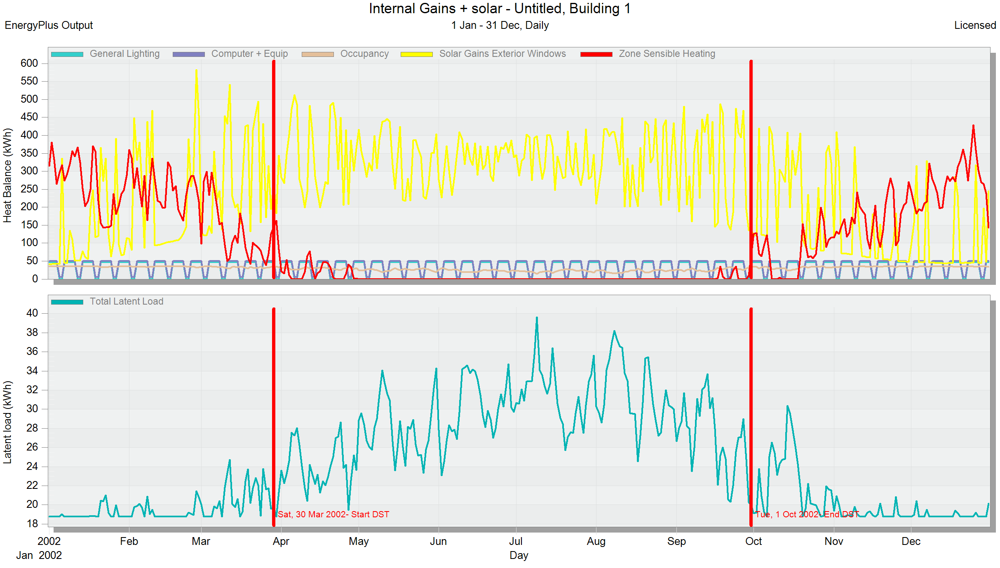 Internal Gains + solar - Untitled, Building 1
EnergyPlus Output
1 Jan - 31 Dec, Daily
Licensed
General Lighting
Computer + Equip
Occupancy
Solar Gains Exterior Windows
Zone Sensible Heating
600
550
500
450
400
350
300
250
200
150
100
50
0
Heat Balance (kWh)
Total Latent Load
40
38
36
34
32
30
28
26
24
22
20
18
Latent load (kWh)
Sat, 30 Mar 2002- Start DST
Tue, 1 Oct 2002- End DST
2002
Feb
Mar
Apr
May
Jun
Jul
Aug
Sep
Oct
Nov
Dec
Jan 2002
Day